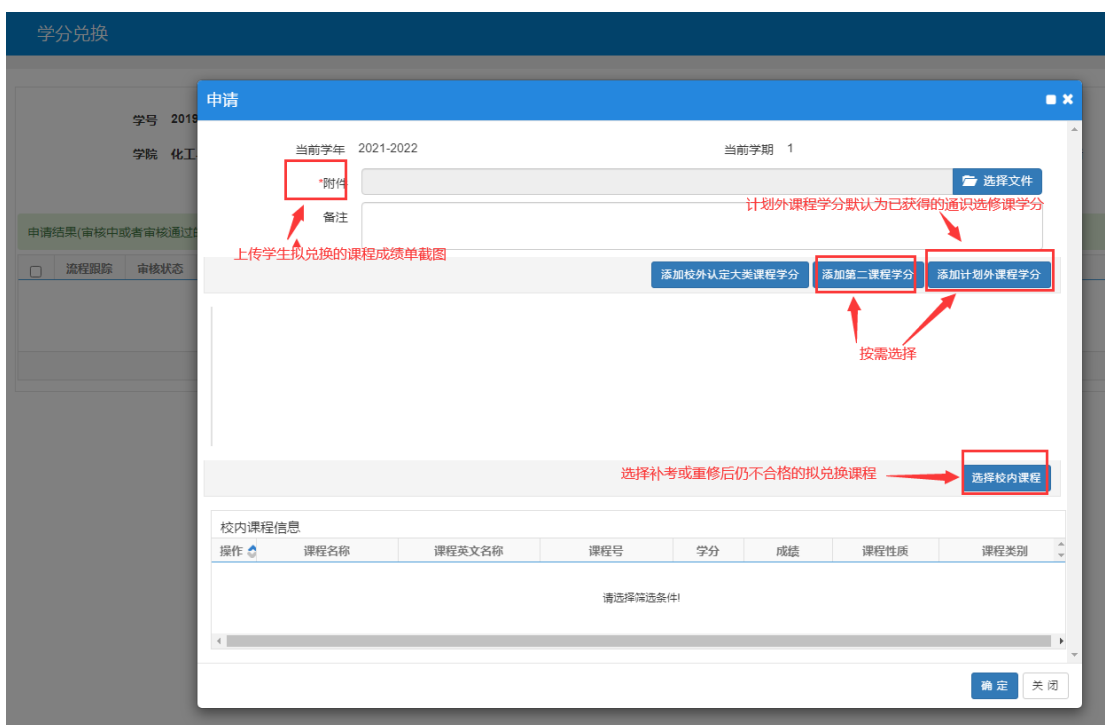 学分兑换
申请
学号 2019
学院 化工
当前学年 2021-2022 当前学期 1
*附件 选择文件
计划外课程学分默认为已获得的通识选修课学分
备注
申请结果(审核中或者审核通过的
上传学生拟兑换的课程成绩单截图
流程跟踪 审核状态
添加校外认定大类课程学分 添加第二课程学分 添加计划外课程学分
按需选择
选择补考或重修后仍不合格的拟兑换课程 选择校内课程
校内课程信息
操作 课程名称 课程英文名称 课程号 学分 成绩 课程性质 课程类别
请选择筛选条件!
确定 关闭